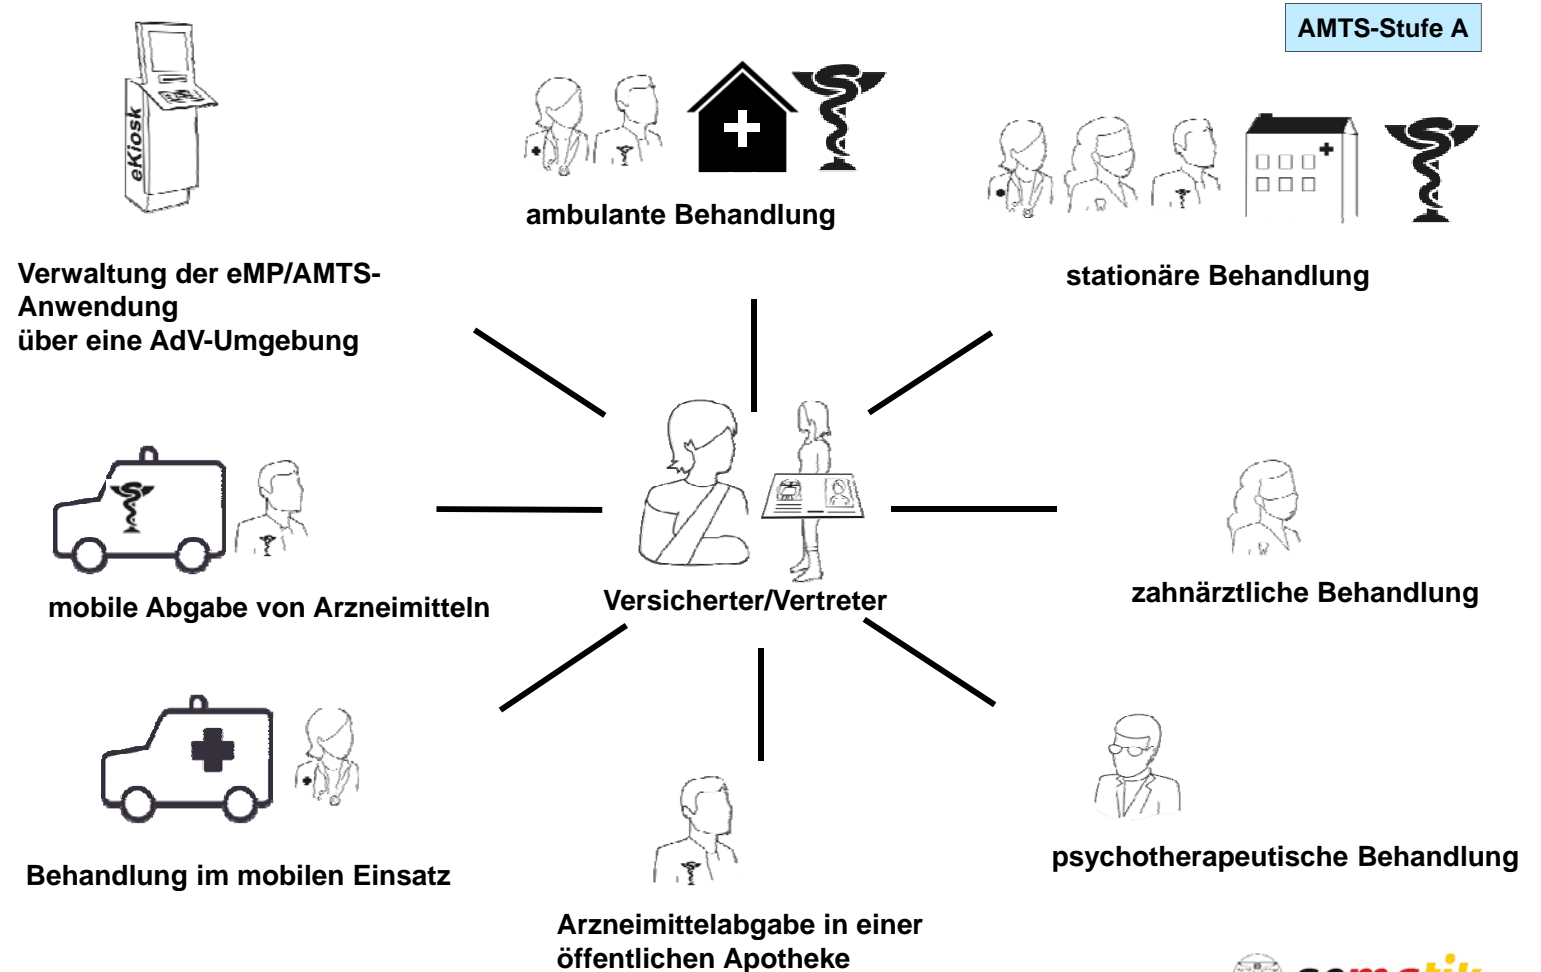 AMTS-Stufe A
eKiosk
ambulante Behandlung
stationäre Behandlung
Verwaltung der eMP/AMTS-
Anwendung
über eine AdV-Umgebung
mobile Abgabe von Arzneimitteln
Versicherter/Vertreter
zahnärztliche Behandlung
Behandlung im mobilen Einsatz
psychotherapeutische Behandlung
Arzneimittelabgabe in einer
öffentlichen Apotheke